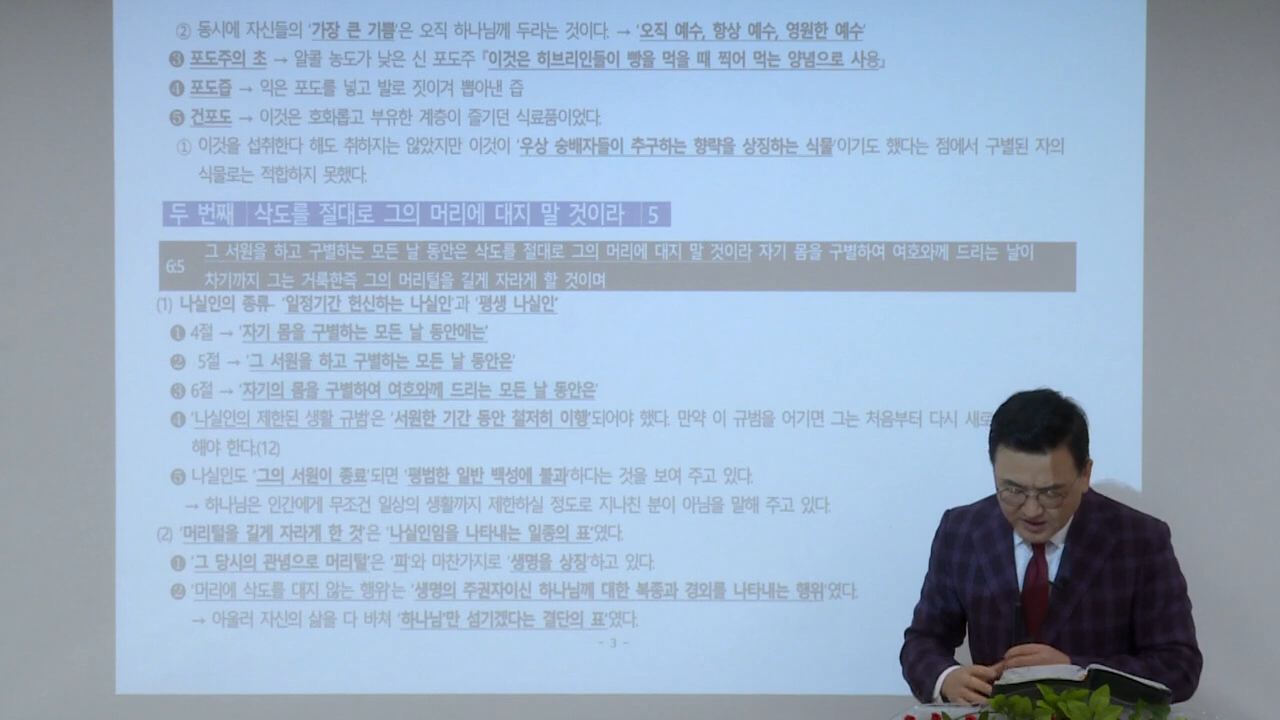 ② 동시에 자신들의 '가장 큰 기쁨'은 오직 하나님께 두라는 것이다. → '오직 예수, 항상 예수, 영원한 예수'
❸ 포도주의 초 → 알콜 농도가 낮은 신 포도주 『이것은 히브리인들이 빵을 먹을 때 찍어 먹는 양념으로 사용』
❹ 포도즙 → 익은 포도를 넣고 발로 짓이겨 뽑아낸 즙
❺ 건포도 → 이것은 호화롭고 부유한 계층이 즐기던 식료품이었다.
① 이것을 섭취한다 해도 취하지는 않았지만 이것이 '우상 숭배자들이 추구하는 향락을 상징하는 식물'이기도 했다는 점에서 구별된 자의
식물로는 적합하지 못했다.
두 번째 | 삭도를 절대로 그의 머리에 대지 말 것이라 | 5
6:5 그 서원을 하고 구별하는 모든 날 동안은 삭도를 절대로 그의 머리에 대지 말 것이라 자기 몸을 구별하여 여호와께 드리는 날이
차기까지 그는 거룩한즉 그의 머리털을 길게 자라게 할 것이며
(1) 나실인의 종류- '일정기간 헌신하는 나실인'과 '평생 나실인'
❶ 4절 → '자기 몸을 구별하는 모든 날 동안에는'
❷ 5절 → '그 서원을 하고 구별하는 모든 날 동안은'
❸ 6절 → '자기의 몸을 구별하여 여호와께 드리는 모든 날 동안은'
❹ '나실인의 제한된 생활 규범'은 '서원한 기간 동안 철저히 이행'되어야 했다. 만약 이 규범을 어기면 그는 처음부터 다시 새로
해야 한다.(12)
❺ 나실인도 '그의 서원이 종료'되면 '평범한 일반 백성에 불과'하다는 것을 보여 주고 있다.
→ 하나님은 인간에게 무조건 일상의 생활까지 제한하실 정도로 지나친 분이 아님을 말해 주고 있다.
(2) '머리털을 길게 자라게 한 것'은 '나실인임을 나타내는 일종의 표'였다.
❶ '그 당시의 관념으로 머리털'은 '피'와 마찬가지로 '생명을 상징'하고 있다.
❷ '머리에 삭도를 대지 않는 행위'는 '생명의 주권자이신 하나님께 대한 복종과 경외를 나타내는 행위'였다.
→ 아울러 자신의 삶을 다 바쳐 '하나님'만 섬기겠다는 결단의 표'였다.
- 3 -